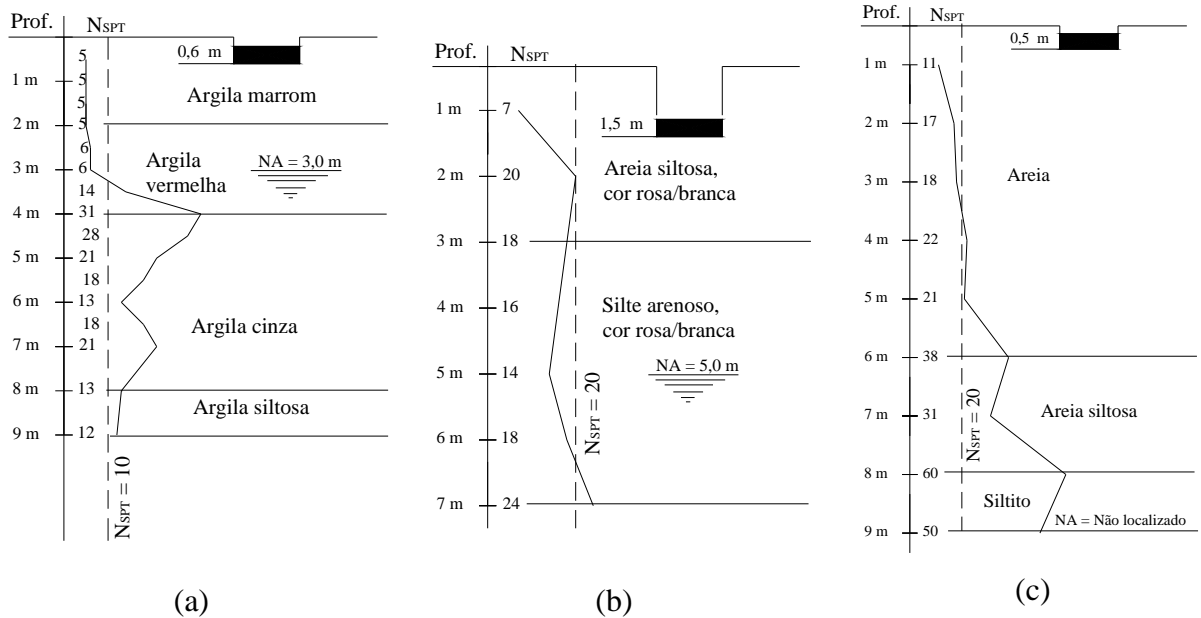 (a)
Prof.
NSPT
0,6 m
5
1 m
5
Argila marrom
5
2 m
5
6
Argila
vermelha
NA = 3,0 m
3 m
6
14
4 m
31
28
5 m
21
18
6 m
13
Argila cinza
18
7 m
21
8 m
13
Argila siltosa
9 m
12
NSPT = 10
(b)
Prof.
NSPT
1 m
7
1,5 m
2 m
20
Areia siltosa,
cor rosa/branca
3 m
18
4 m
16
Silte arenoso,
cor rosa/branca
NA = 5,0 m
5 m
14
6 m
18
7 m
24
NSPT = 20
(c)
Prof.
NSPT
0,5 m
1 m
11
2 m
17
3 m
18
Areia
4 m
22
5 m
21
6 m
38
7 m
31
Areia siltosa
NSPT = 20
8 m
60
Siltito
NA = Não localizado
9 m
50